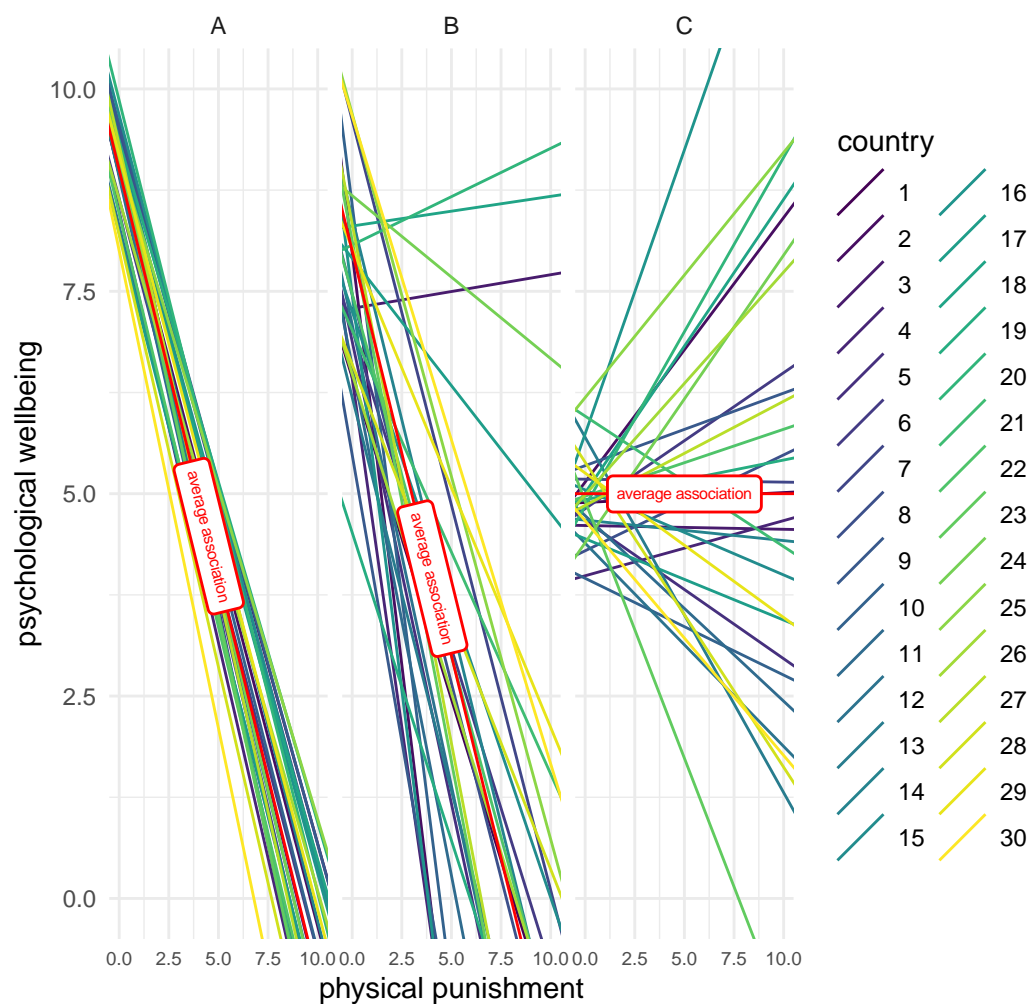 A B C
psychological wellbeing
10.0
7.5
5.0
2.5
0.0
average association
average association
average association
0.0 2.5 5.0 7.5 10.0 0.0 2.5 5.0 7.5 10.0 0.0 2.5 5.0 7.5 10.0
physical punishment
country
1 16
2 17
3 18
4 19
5 20
6 21
7 22
8 23
9 24
10 25
11 26
12 27
13 28
14 29
15 30